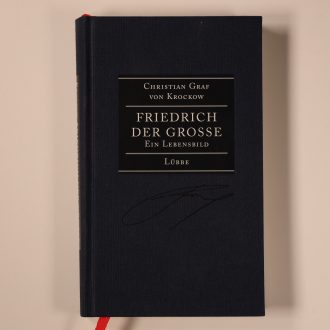 Christian Graf
von Krockow
FRIEDRICH
DER GROSSE
Ein Lebensbild
Lübbe